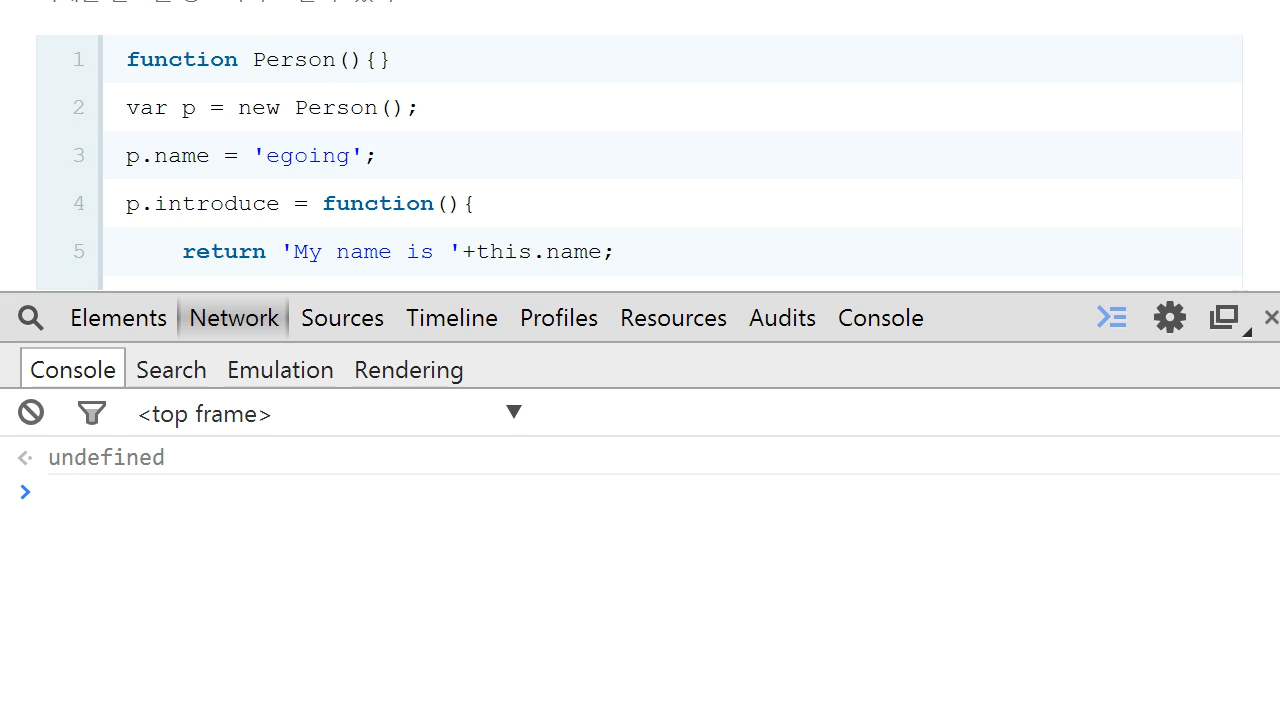 1 function Person(){}
2 var p = new Person();
3 p.name = 'egoing';
4 p.introduce = function(){
5 return 'My name is '+this.name;
Elements Network Sources Timeline Profiles Resources Audits Console
Console Search Emulation Rendering
<top frame>
undefined